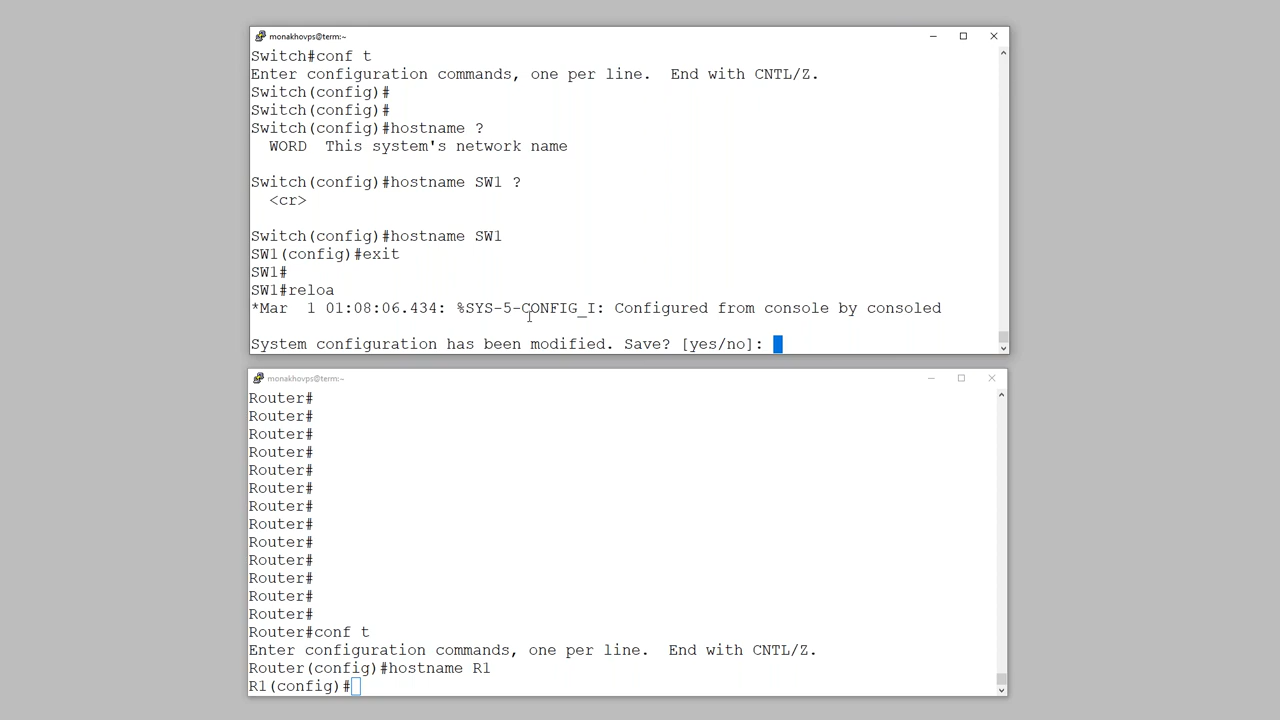 monakhovps@term:~
Switch#conf t
Enter configuration commands, one per line.  End with CNTL/Z.
Switch(config)#
Switch(config)#
Switch(config)#hostname ?
  WORD  This system's network name
Switch(config)#hostname SW1 ?
  <cr>
Switch(config)#hostname SW1
SW1(config)#exit
SW1#
SW1#reloa
*Mar  1 01:08:06.434: %SYS-5-CONFIG_I: Configured from console by consoled
System configuration has been modified. Save? [yes/no]:
monakhovps@term:~
Router#
Router#
Router#
Router#
Router#
Router#
Router#
Router#
Router#
Router#
Router#
Router#
Router#
Router#conf t
Enter configuration commands, one per line.  End with CNTL/Z.
Router(config)#hostname R1
R1(config)#